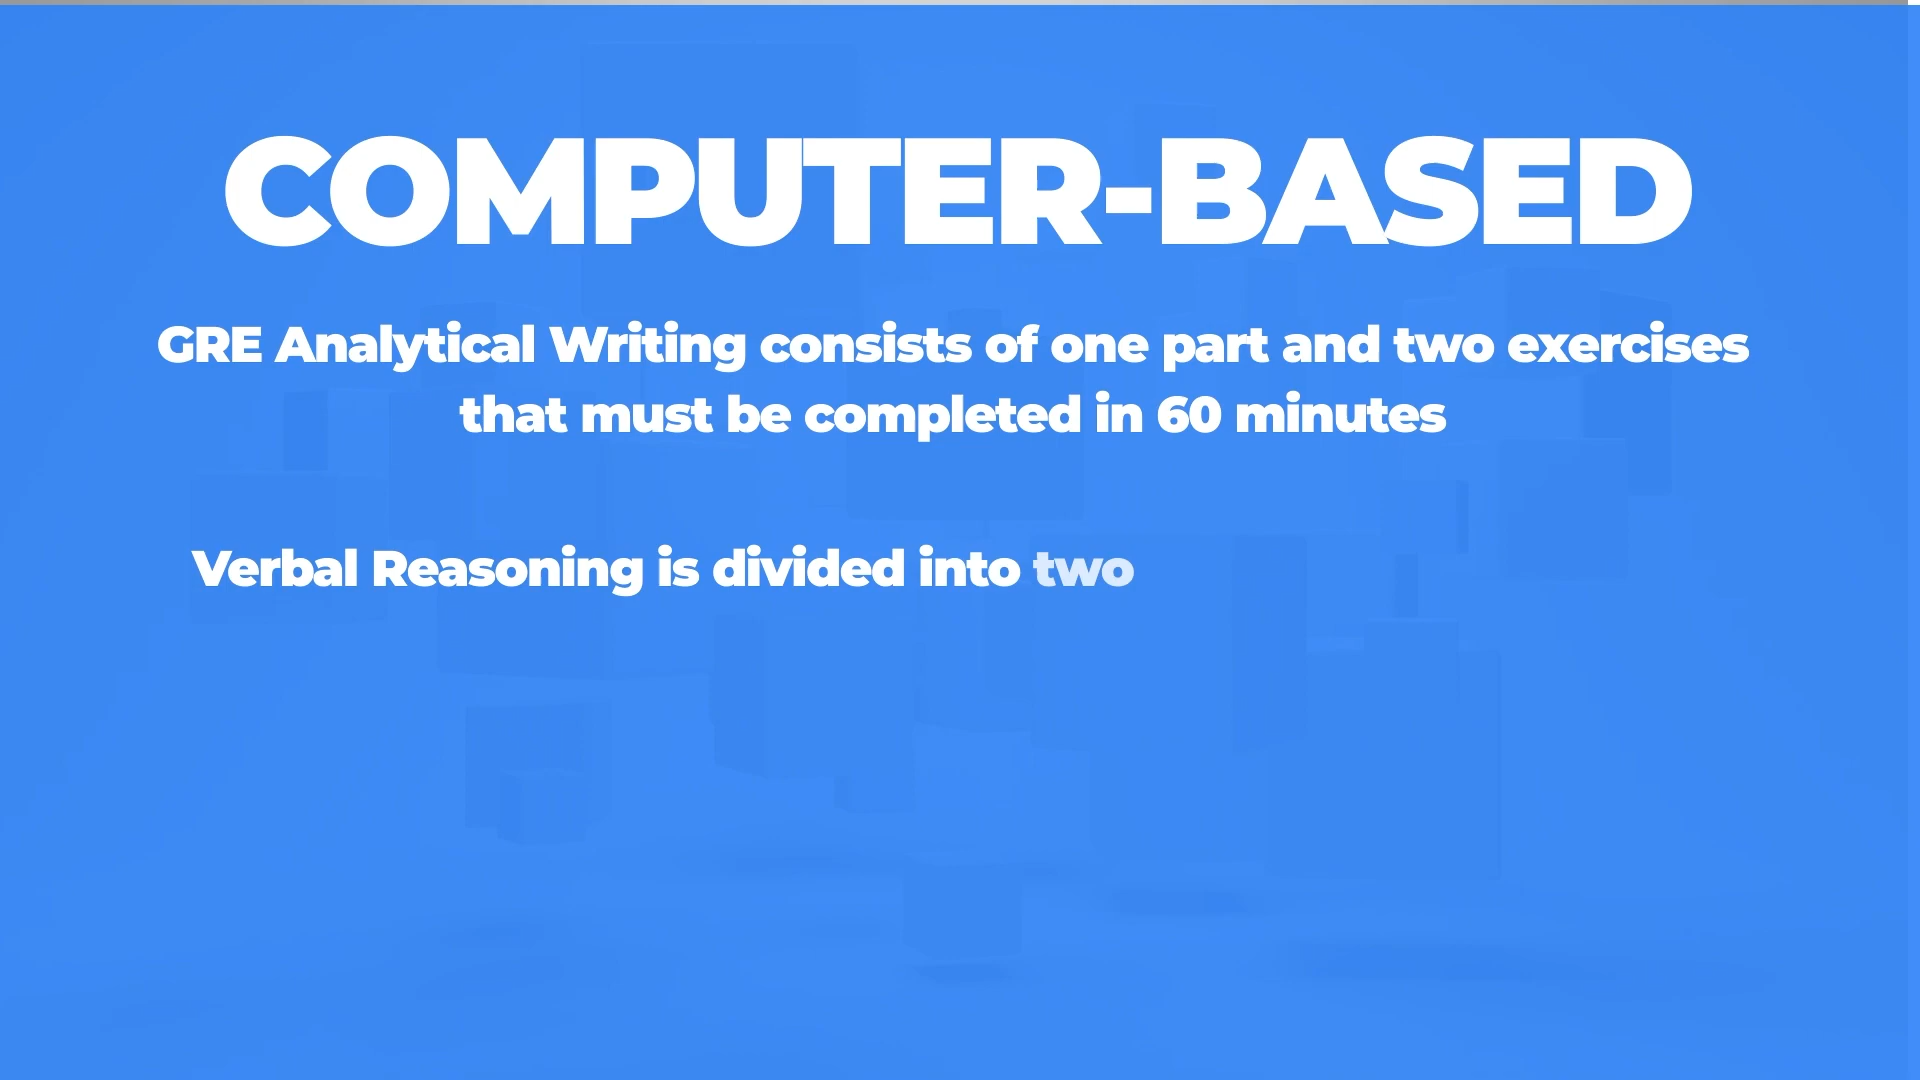 COMPUTER-BASED
GRE Analytical Writing consists of one part and two exercises
that must be completed in 60 minutes
Verbal Reasoning is divided into two